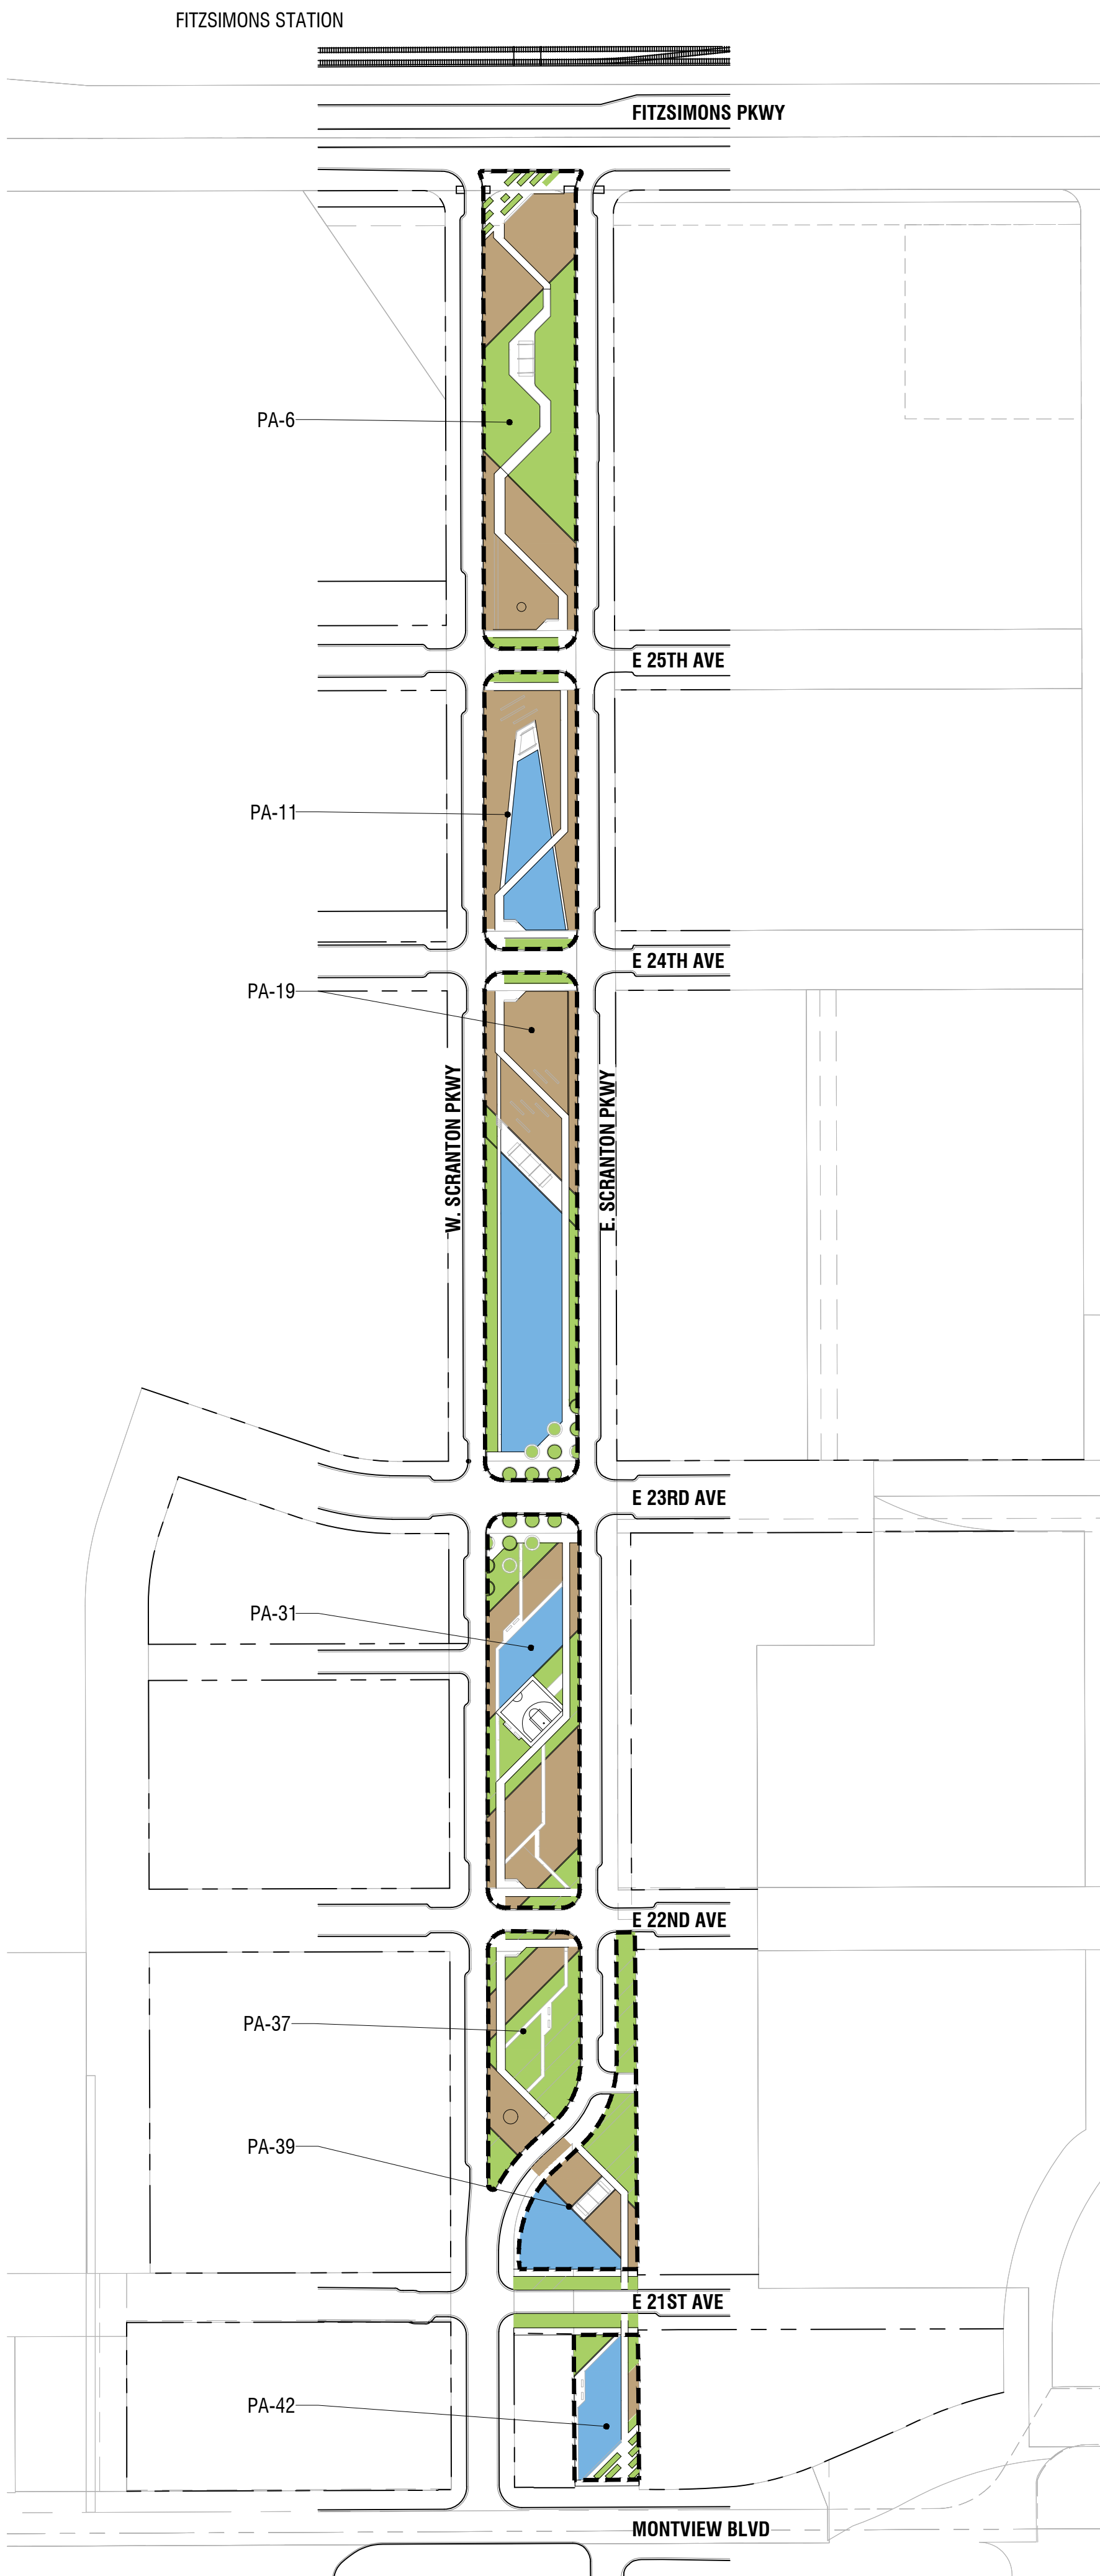 FITZSIMONS STATION
FITZSIMONS PKWY
PA-6
E 25TH AVE
PA-11
E 24TH AVE
PA-19
W. SCRANTON PKWY
E. SCRANTON PKWY
E 23RD AVE
PA-31
E 22ND AVE
PA-37
PA-39
E 21ST AVE
PA-42
MONTVIEW BLVD